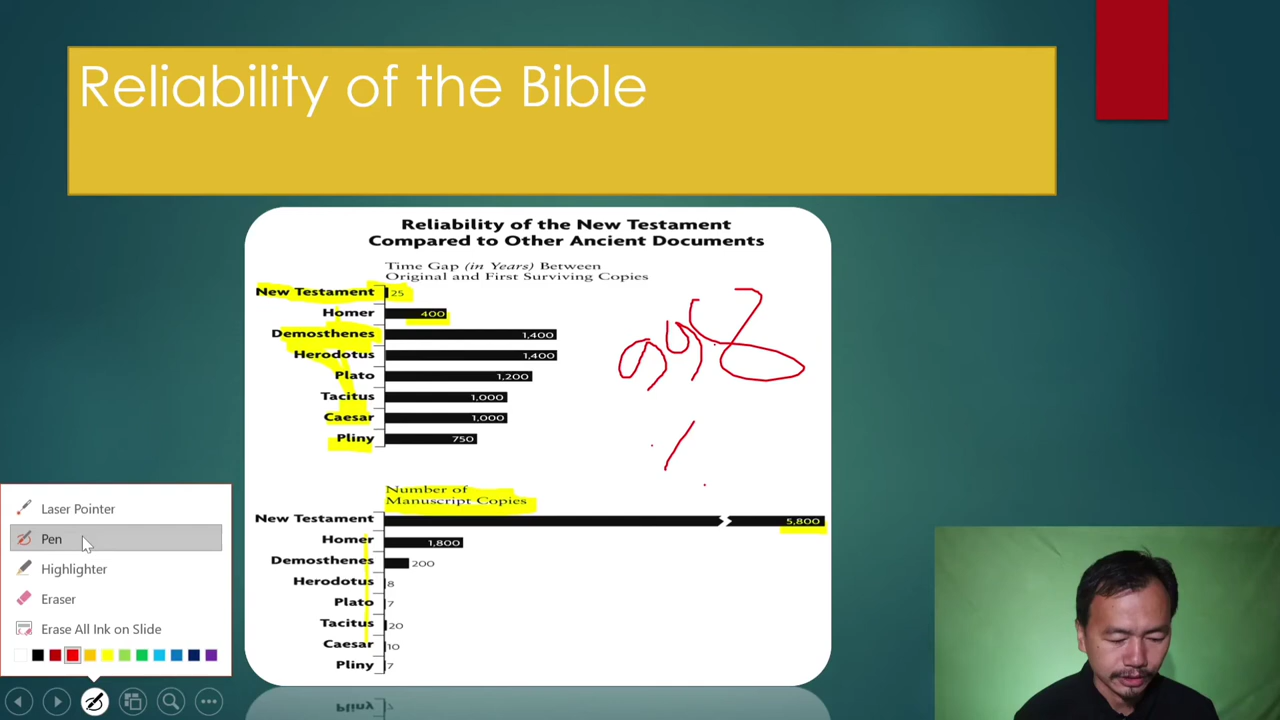 Reliability of the Bible
Reliability of the New Testament
Compared to Other Ancient Documents
Time Gap (in Years) Between
Original and First Surviving Copies
New Testament 25
Homer 400
Demosthenes 1,400
Herodotus 1,400
Plato 1,200
Tacitus 1,000
Caesar 1,000
Pliny 750
Number of
Manuscript Copies
New Testament 5,800
Homer 1,800
Demosthenes 200
Herodotus 8
Plato 7
Tacitus 20
Caesar 10
Pliny 7
Laser Pointer
Pen
Highlighter
Eraser
Erase All Ink on Slide